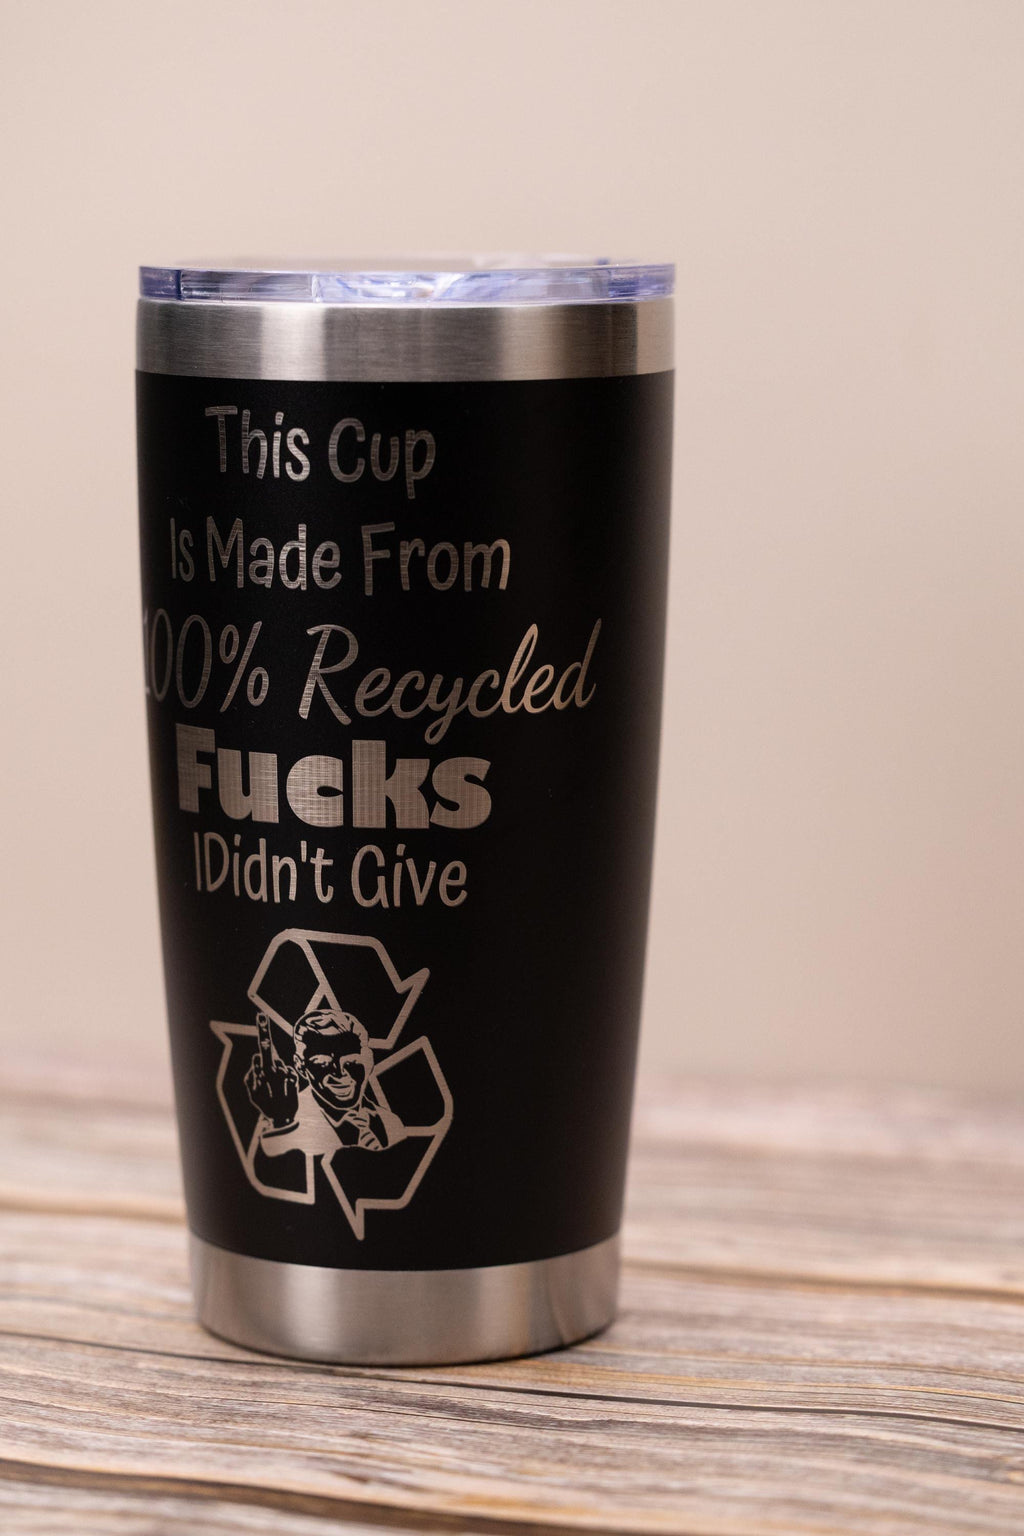 This Cup
Is Made From
100% Recycled
Fucks
IDidn't Give